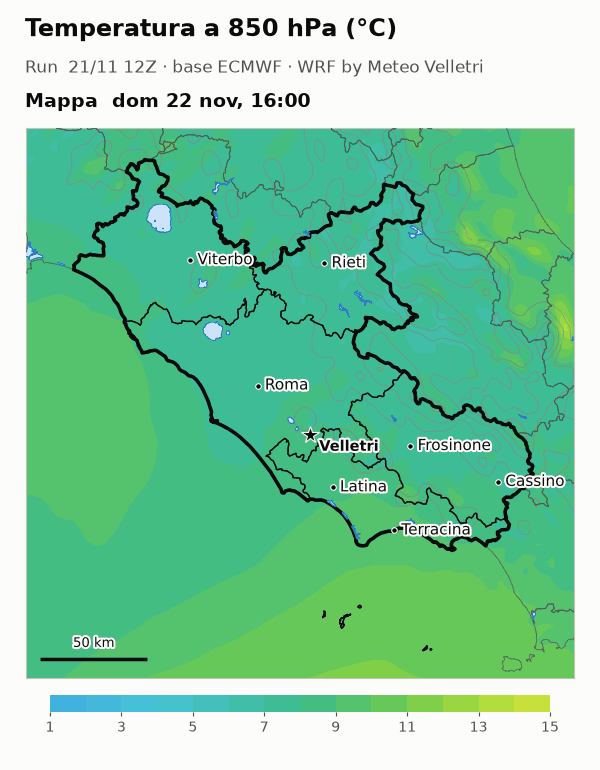 Temperatura a 850 hPa (°C)
Run  21/11 12Z · base ECMWF · WRF by Meteo Velletri
Mappa  dom 22 nov, 16:00
Viterbo
Rieti
Roma
Velletri
Frosinone
Cassino
Latina
Terracina
50 km
1 3 5 7 9 11 13 15